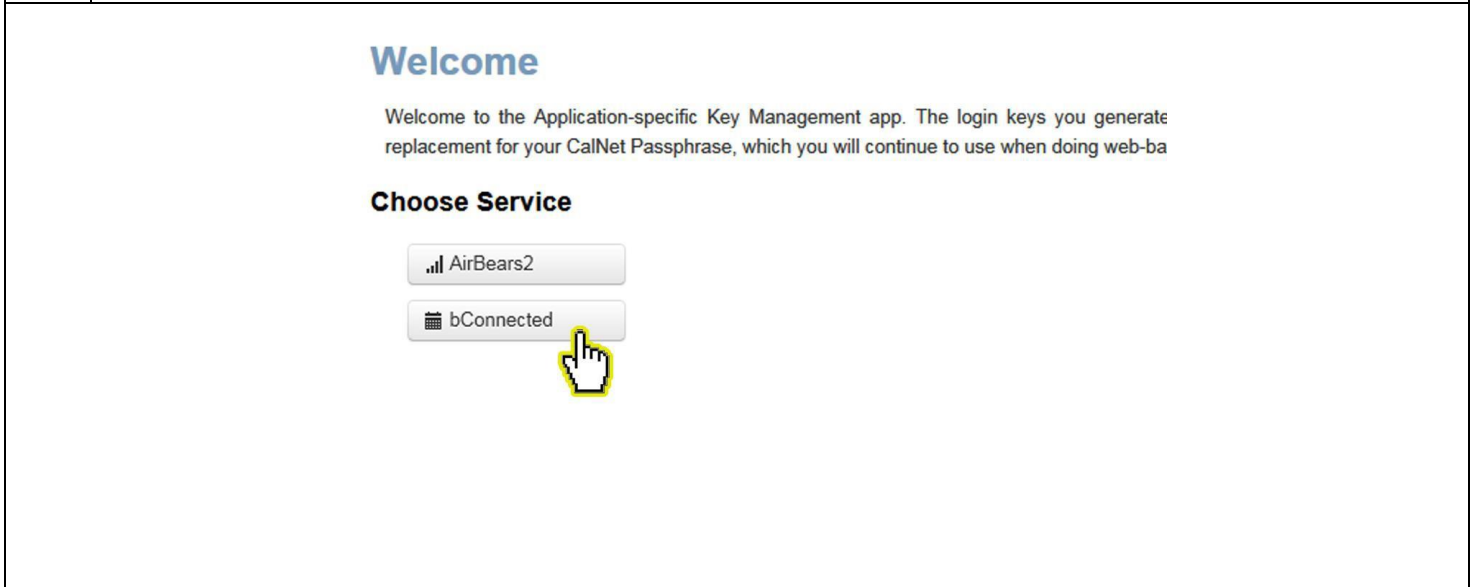 Welcome
Welcome to the Application-specific Key Management app. The login keys you generate
replacement for your CalNet Passphrase, which you will continue to use when doing web-ba
Choose Service
AirBears2
bConnected